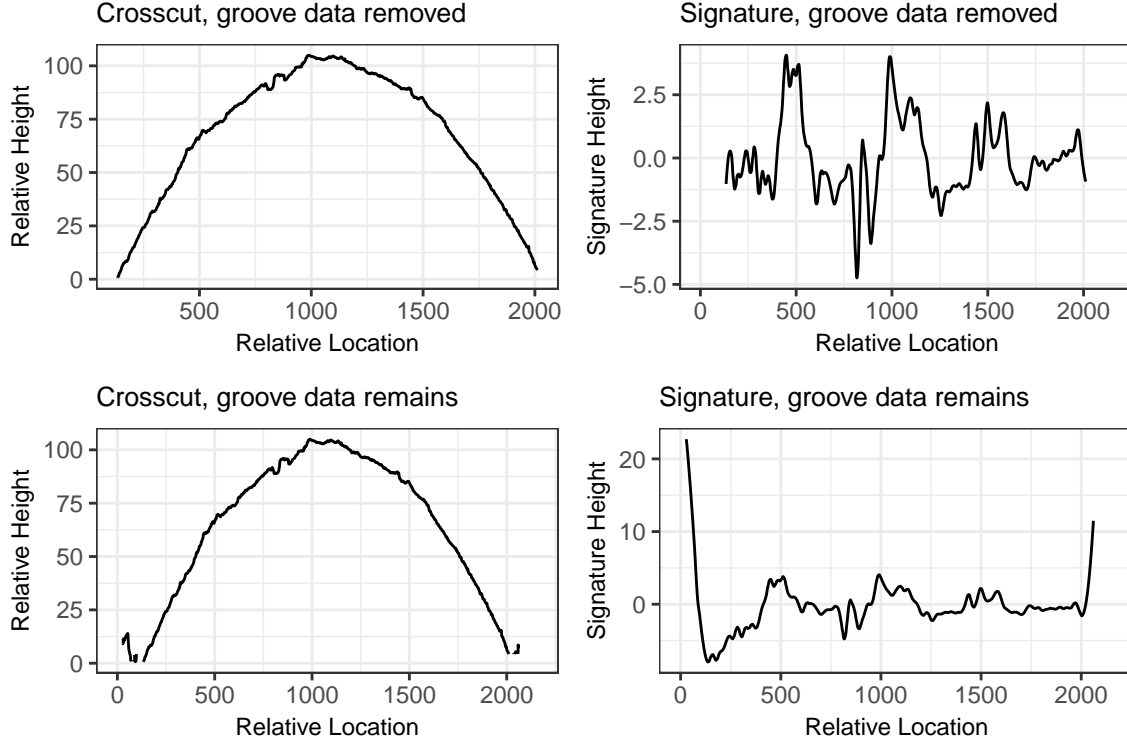 Crosscut, groove data removed
Relative Height
100
75
50
25
0
500 1000 1500 2000
Relative Location
Signature, groove data removed
Signature Height
2.5
0.0
−2.5
−5.0
0 500 1000 1500 2000
Relative Location
Crosscut, groove data remains
Relative Height
100
75
50
25
0
0 500 1000 1500 2000
Relative Location
Signature, groove data remains
Signature Height
20
10
0
0 500 1000 1500 2000
Relative Location